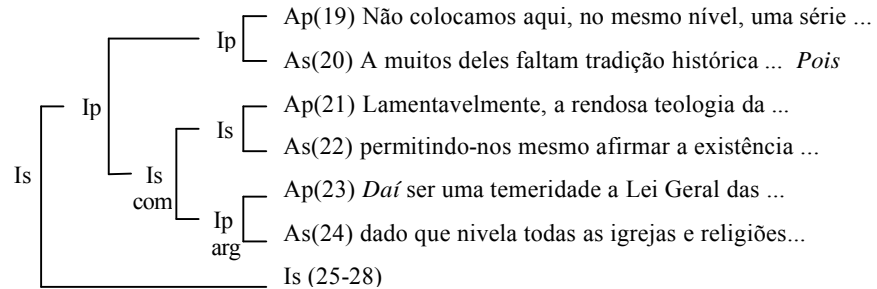 Ap(19) Não colocamos aqui, no mesmo nível, uma série ...
Ip
As(20) A muitos deles faltam tradição histórica ... Pois
Ip
Ap(21) Lamentavelmente, a rendosa teologia da ...
Is
As(22) permitindo-nos mesmo afirmar a existência ...
Is
Is
com
Ap(23) Daí ser uma temeridade a Lei Geral das ...
Ip
arg
As(24) dado que nivela todas as igrejas e religiões...
Is (25-28)